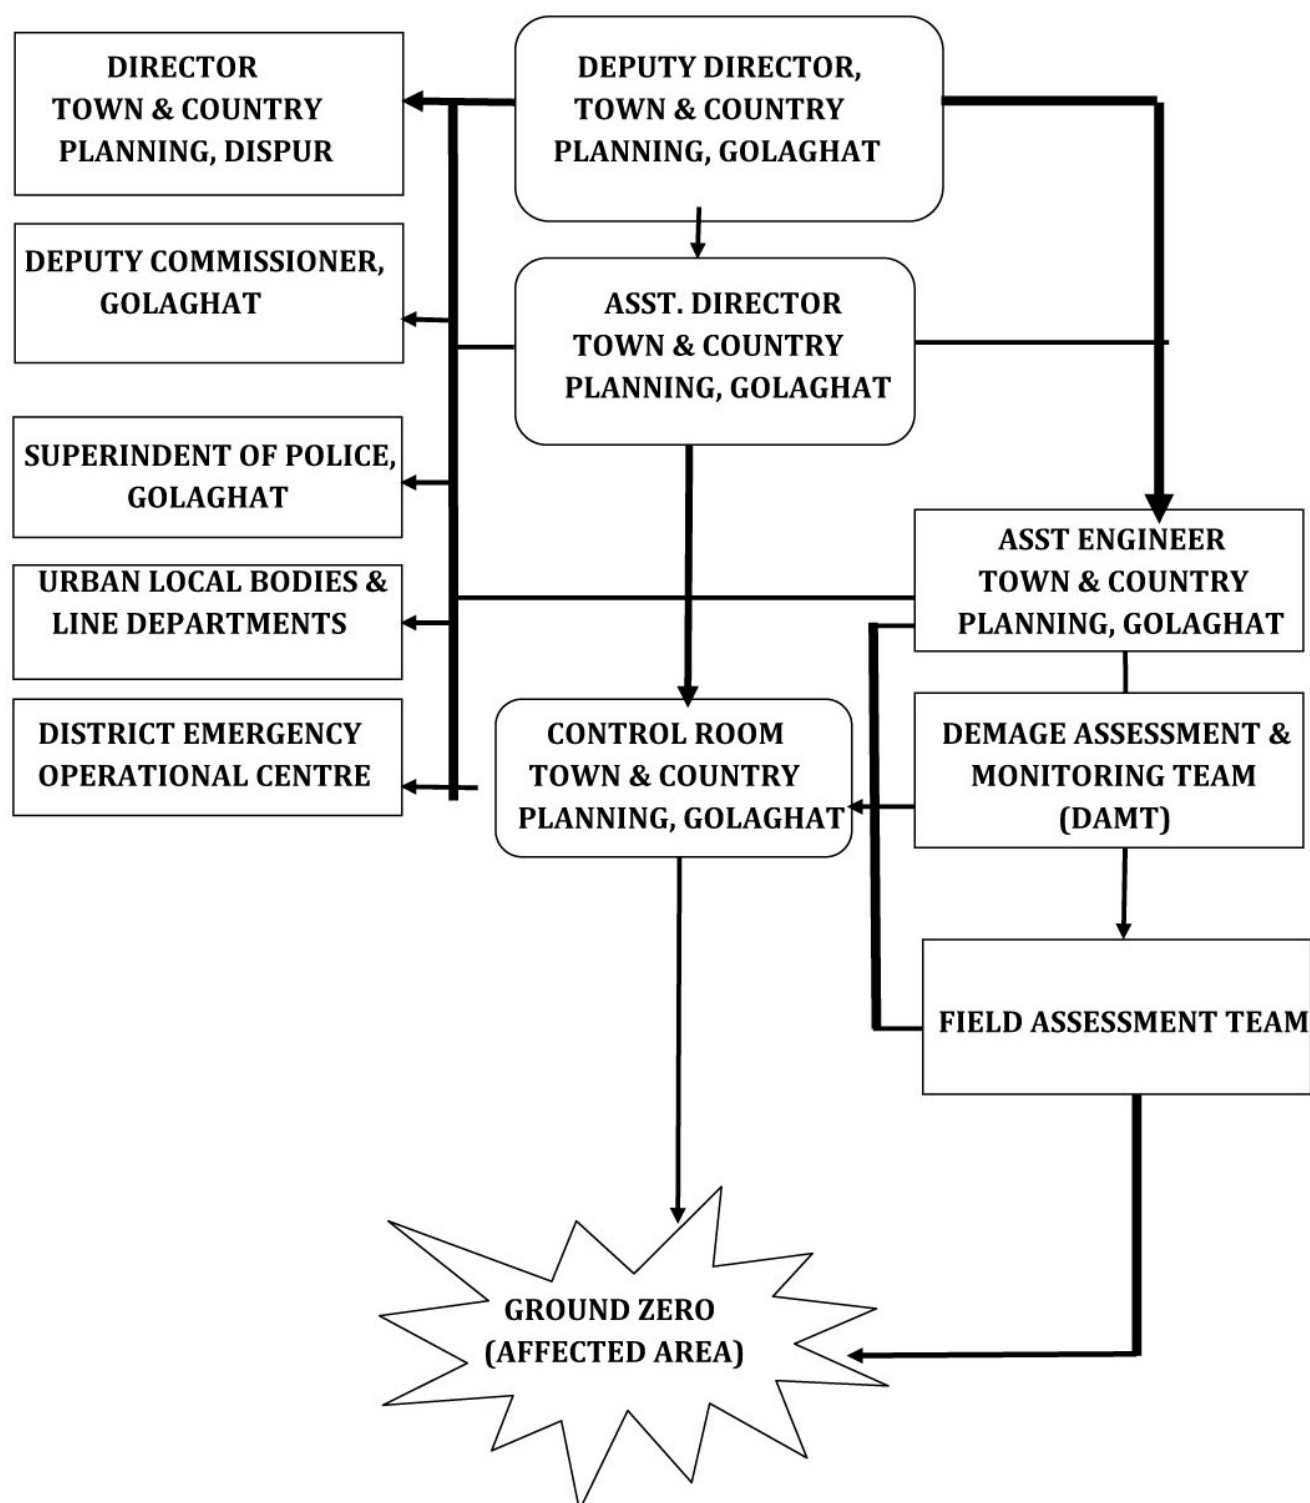 DIRECTOR
TOWN & COUNTRY
PLANNING, DISPUR
DEPUTY DIRECTOR,
TOWN & COUNTRY
PLANNING, GOLAGHAT
DEPUTY COMMISSIONER,
GOLAGHAT
ASST. DIRECTOR
TOWN & COUNTRY
PLANNING, GOLAGHAT
SUPERINDENT OF POLICE,
GOLAGHAT
ASST ENGINEER
TOWN & COUNTRY
PLANNING, GOLAGHAT
URBAN LOCAL BODIES &
LINE DEPARTMENTS
DISTRICT EMERGENCY
OPERATIONAL CENTRE
CONTROL ROOM
TOWN & COUNTRY
PLANNING, GOLAGHAT
DEMAGE ASSESSMENT &
MONITORING TEAM
(DAMT)
FIELD ASSESSMENT TEAM
GROUND ZERO
(AFFECTED AREA)